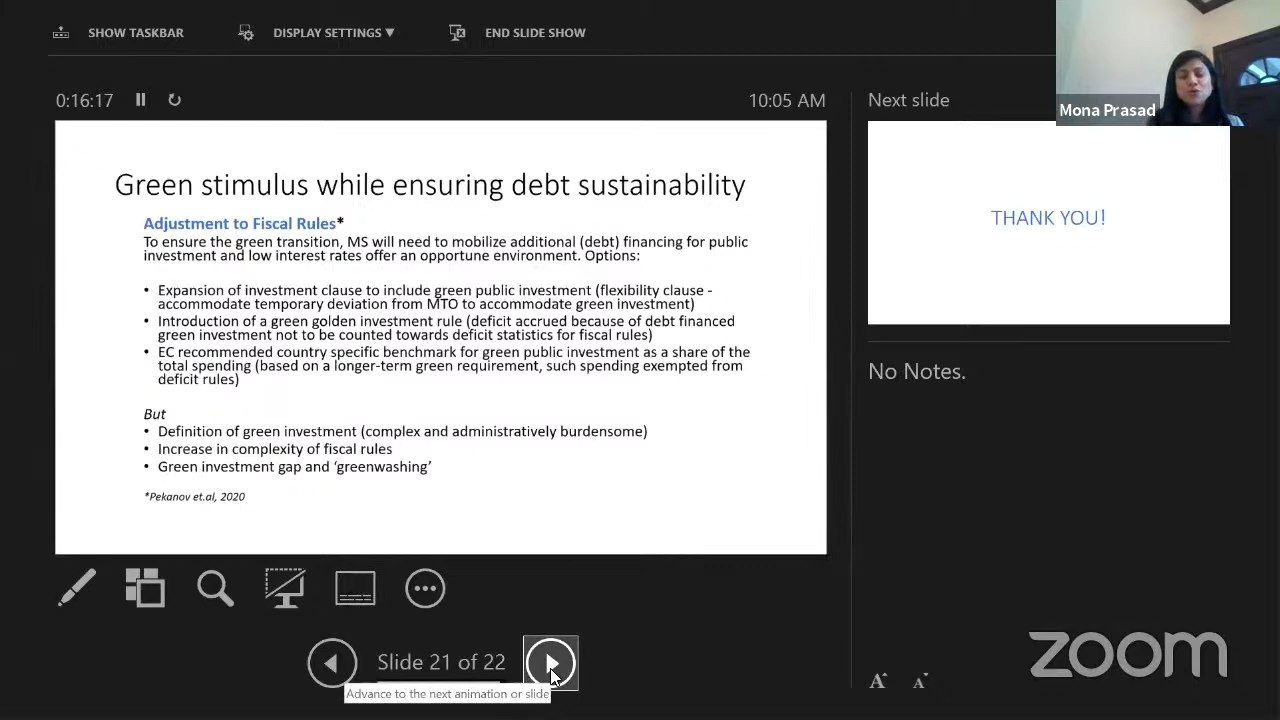 SHOW TASKBAR
DISPLAY SETTINGS ▼
END SLIDE SHOW
0:16:17
10:05 AM
Next slide
Mona Prasad
Green stimulus while ensuring debt sustainability
Adjustment to Fiscal Rules*
To ensure the green transition, MS will need to mobilize additional (debt) financing for public
investment and low interest rates offer an opportune environment. Options:
• Expansion of investment clause to include green public investment (flexibility clause -
accommodate temporary deviation from MTO to accommodate green investment)
• Introduction of a green golden investment rule (deficit accrued because of debt financed
green investment not to be counted towards deficit statistics for fiscal rules)
• EC recommended country specific benchmark for green public investment as a share of the
total spending (based on a longer-term green requirement, such spending exempted from
deficit rules)
But
• Definition of green investment (complex and administratively burdensome)
• Increase in complexity of fiscal rules
• Green investment gap and ‘greenwashing’
*Pekanov et.al, 2020
THANK YOU!
No Notes.
Slide 21 of 22
Advance to the next animation or slide
A A
zoom